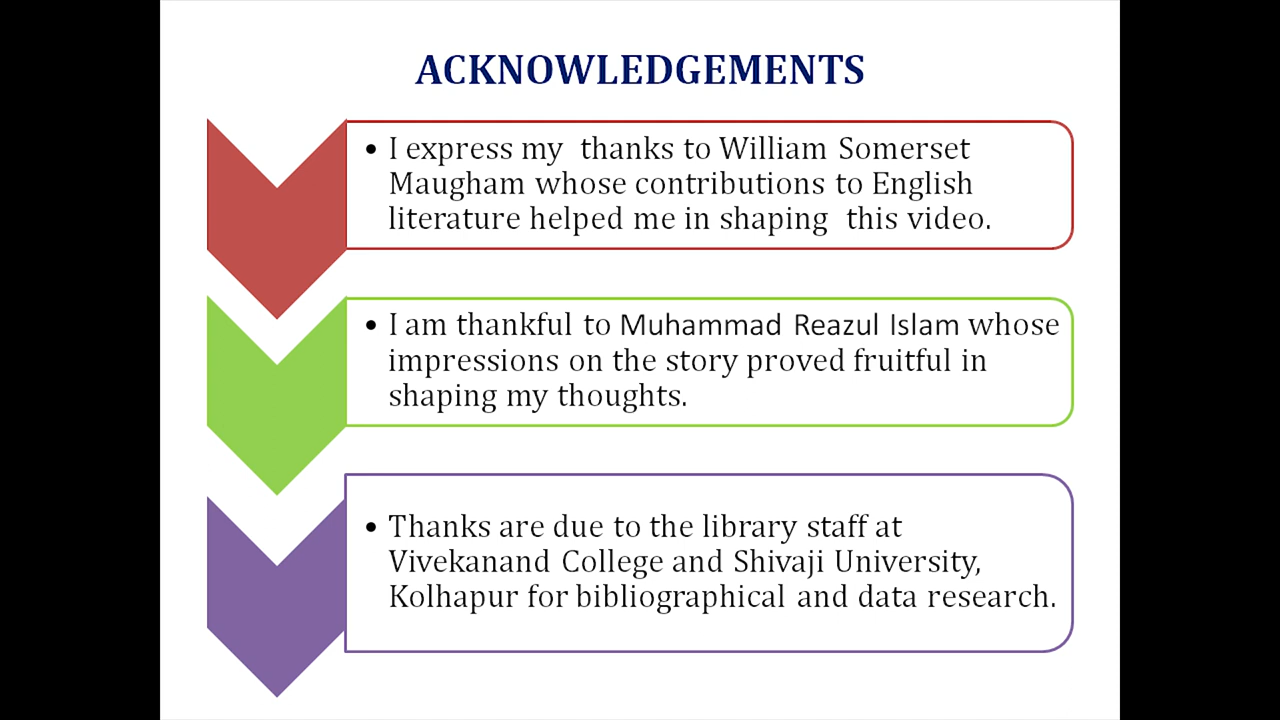 ACKNOWLEDGEMENTS
• I express my thanks to William Somerset
Maugham whose contributions to English
literature helped me in shaping this video.
• I am thankful to Muhammad Reazul Islam whose
impressions on the story proved fruitful in
shaping my thoughts.
• Thanks are due to the library staff at
Vivekanand College and Shivaji University,
Kolhapur for bibliographical and data research.